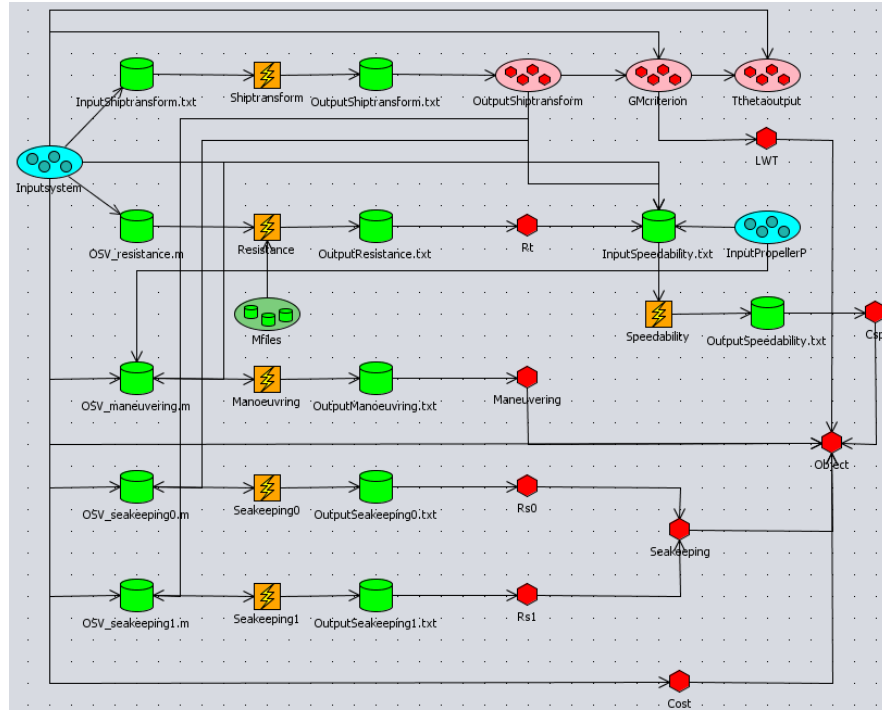 InputShiptransform.txt
Shiptransform
OutputShiptransform.txt
OutputShiptransform
GMcriterion
Tthetaoutput
LWT
Inputsystem
OSV_resistance.m
Resistance
OutputResistance.txt
Rt
InputSpeedability.txt
InputPropellerP
Mfiles
Speedability
OutputSpeedability.txt
Csp
OSV_maneuvering.m
Manoeuvring
OutputManoeuvring.txt
Maneuvering
Object
OSV_seakeeping0.m
Seakeeping0
OutputSeakeeping0.txt
Rs0
Seakeeping
OSV_seakeeping1.m
Seakeeping1
OutputSeakeeping1.txt
Rs1
Cost